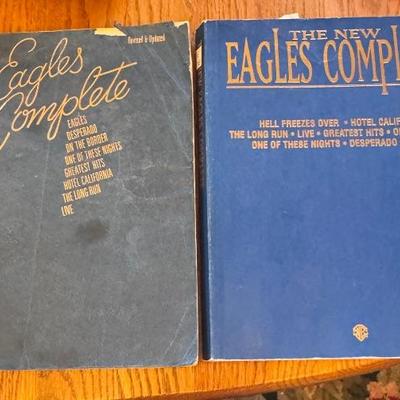 Eagles
Complete
Revised & Updated
EAGLES
DESPERADO
ON THE BORDER
ONE OF THESE NIGHTS
GREATEST HITS
HOTEL CALIFORNIA
THE LONG RUN
LIVE
THE NEW
EAGLES COMPL
HELL FREEZES OVER • HOTEL CALIF
THE LONG RUN • LIVE • GREATEST HITS • O
ONE OF THESE NIGHTS • DESPERADO